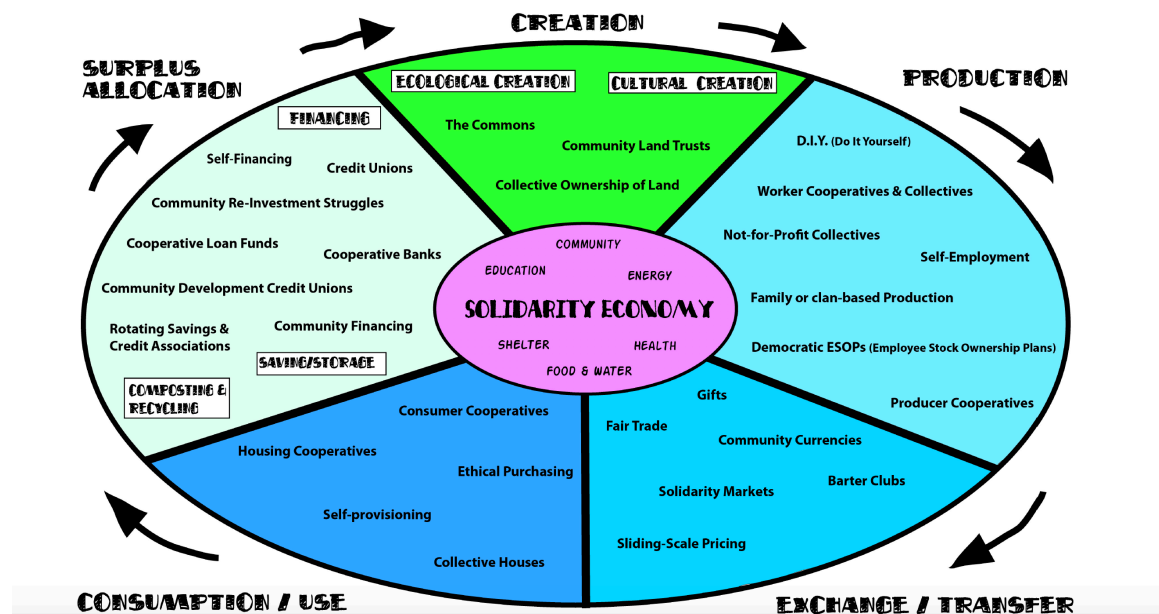 CREATION
SURPLUS
ALLOCATION
PRODUCTION
ECOLOGICAL CREATION
CULTURAL CREATION
The Commons
Community Land Trusts
Collective Ownership of Land
FINANCING
Self-Financing
Credit Unions
Community Re-Investment Struggles
Cooperative Loan Funds
Cooperative Banks
Community Development Credit Unions
Rotating Savings &
Credit Associations
Community Financing
SAVING/STORAGE
COMPOSTING &
RECYCLING
D.I.Y. (Do It Yourself)
Worker Cooperatives & Collectives
Not-for-Profit Collectives
Self-Employment
Family or clan-based Production
Democratic ESOPs (Employee Stock Ownership Plans)
Producer Cooperatives
COMMUNITY
EDUCATION
ENERGY
SOLIDARITY ECONOMY
SHELTER
HEALTH
FOOD & WATER
Consumer Cooperatives
Housing Cooperatives
Ethical Purchasing
Self-provisioning
Collective Houses
Gifts
Fair Trade
Community Currencies
Barter Clubs
Solidarity Markets
Sliding-Scale Pricing
CONSUMPTION / USE
EXCHANGE / TRANSFER